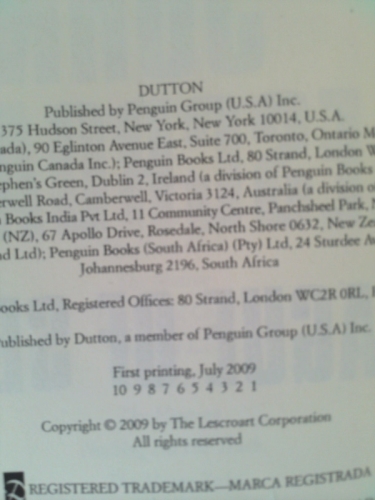 DUTTON
Published by Penguin Group (U.S.A) Inc.
375 Hudson Street, New York, New York 10014, U.S.A.
ada), 90 Eglinton Avenue East, Suite 700, Toronto, Ontario M
nguin Canada Inc.); Penguin Books Ltd, 80 Strand, London W
ephen's Green, Dublin 2, Ireland (a division of Penguin Books
erwell Road, Camberwell, Victoria 3124, Australia (a division o
Books India Pvt Ltd, 11 Community Centre, Panchsheel Park,
(NZ), 67 Apollo Drive, Rosedale, North Shore 0632, New Ze
nd Ltd); Penguin Books (South Africa) (Pty) Ltd, 24 Sturdee Av
Johannesburg 2196, South Africa
ooks Ltd, Registered Offices: 80 Strand, London WC2R 0RL,
ublished by Dutton, a member of Penguin Group (U.S.A) Inc.
First printing, July 2009
10 9 8 7 6 5 4 3 2 1
Copyright © 2009 by The Lescroart Corporation
All rights reserved
REGISTERED TRADEMARK—MARCA REGISTRADA